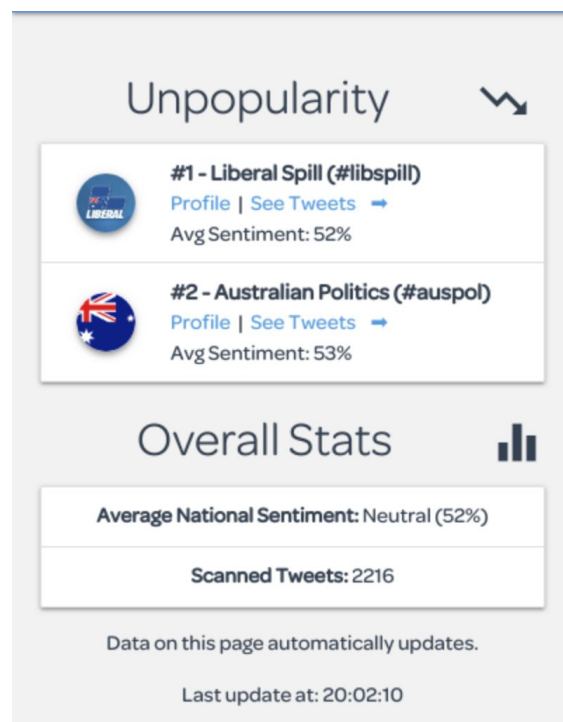 Unpopularity
#1 - Liberal Spill (#libspill)
Profile | See Tweets ➡
LIBERAL
Avg Sentiment: 52%
#2 - Australian Politics (#auspol)
Profile | See Tweets ➡
Avg Sentiment: 53%
Overall Stats
Average National Sentiment: Neutral (52%)
Scanned Tweets: 2216
Data on this page automatically updates.
Last update at: 20:02:10